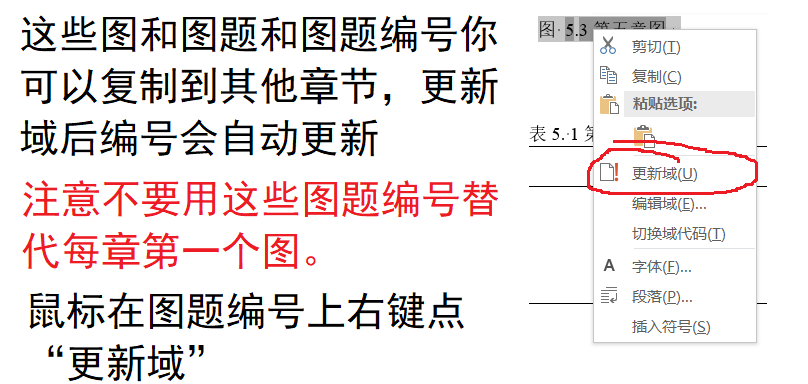 这些图和图题和图题编号你
可以复制到其他章节，更新
域后编号会自动更新
注意不要用这些图题编号替
代每章第一个图。
鼠标在图题编号上右键点
“更新域”
图·5.3·第五章图
剪切(T)
复制(C)
粘贴选项:
表 5.·1 第
更新域(U)
编辑域(E)...
切换域代码(T)
A 字体(F)...
段落(P)...
插入符号(S)